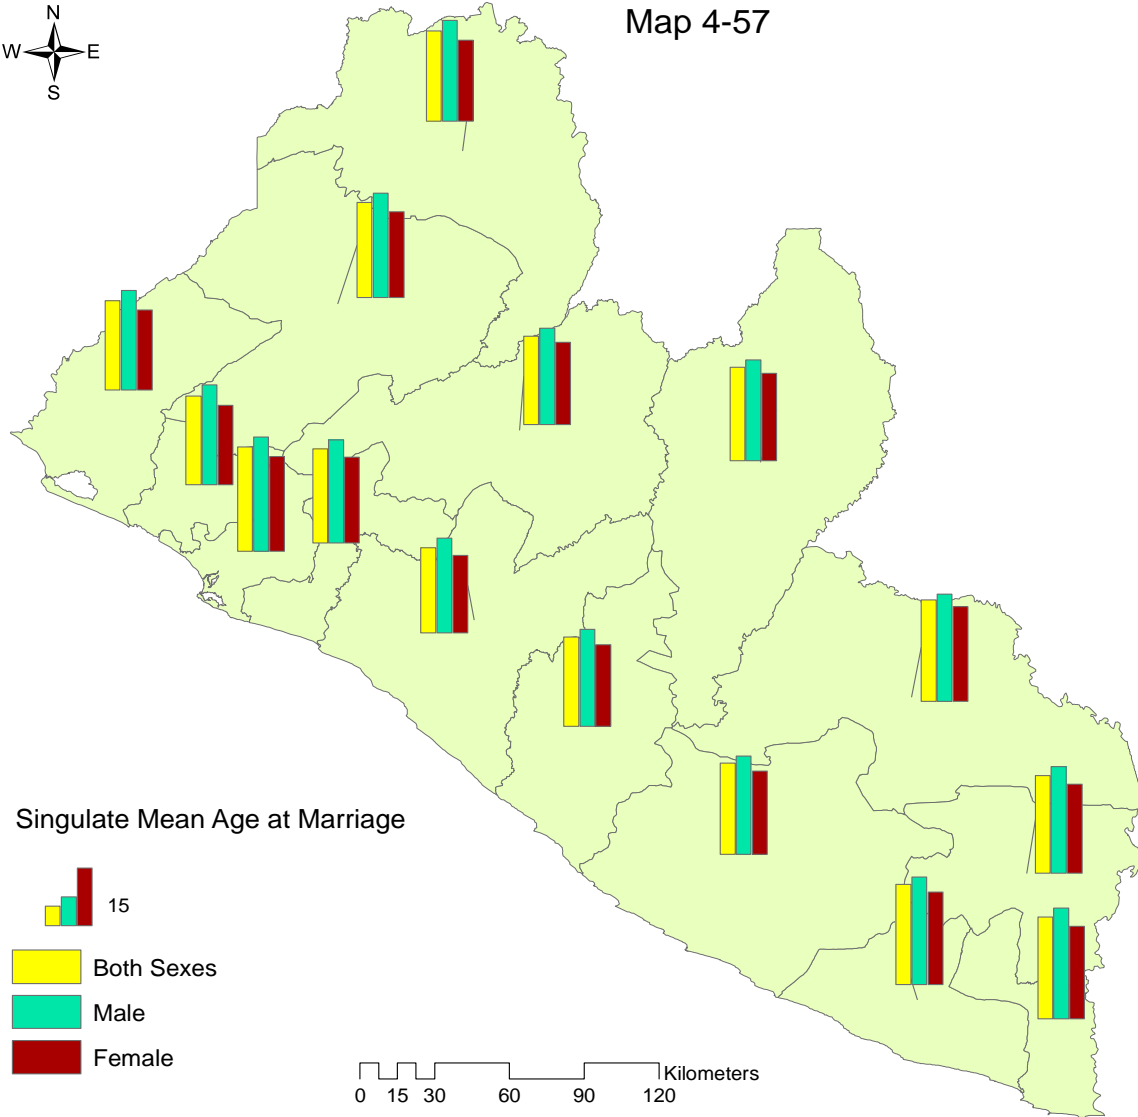 N
Map 4-57
W E
S
Singulate Mean Age at Marriage
15
Both Sexes
Male
Female
Kilometers
0 15 30 60 90 120